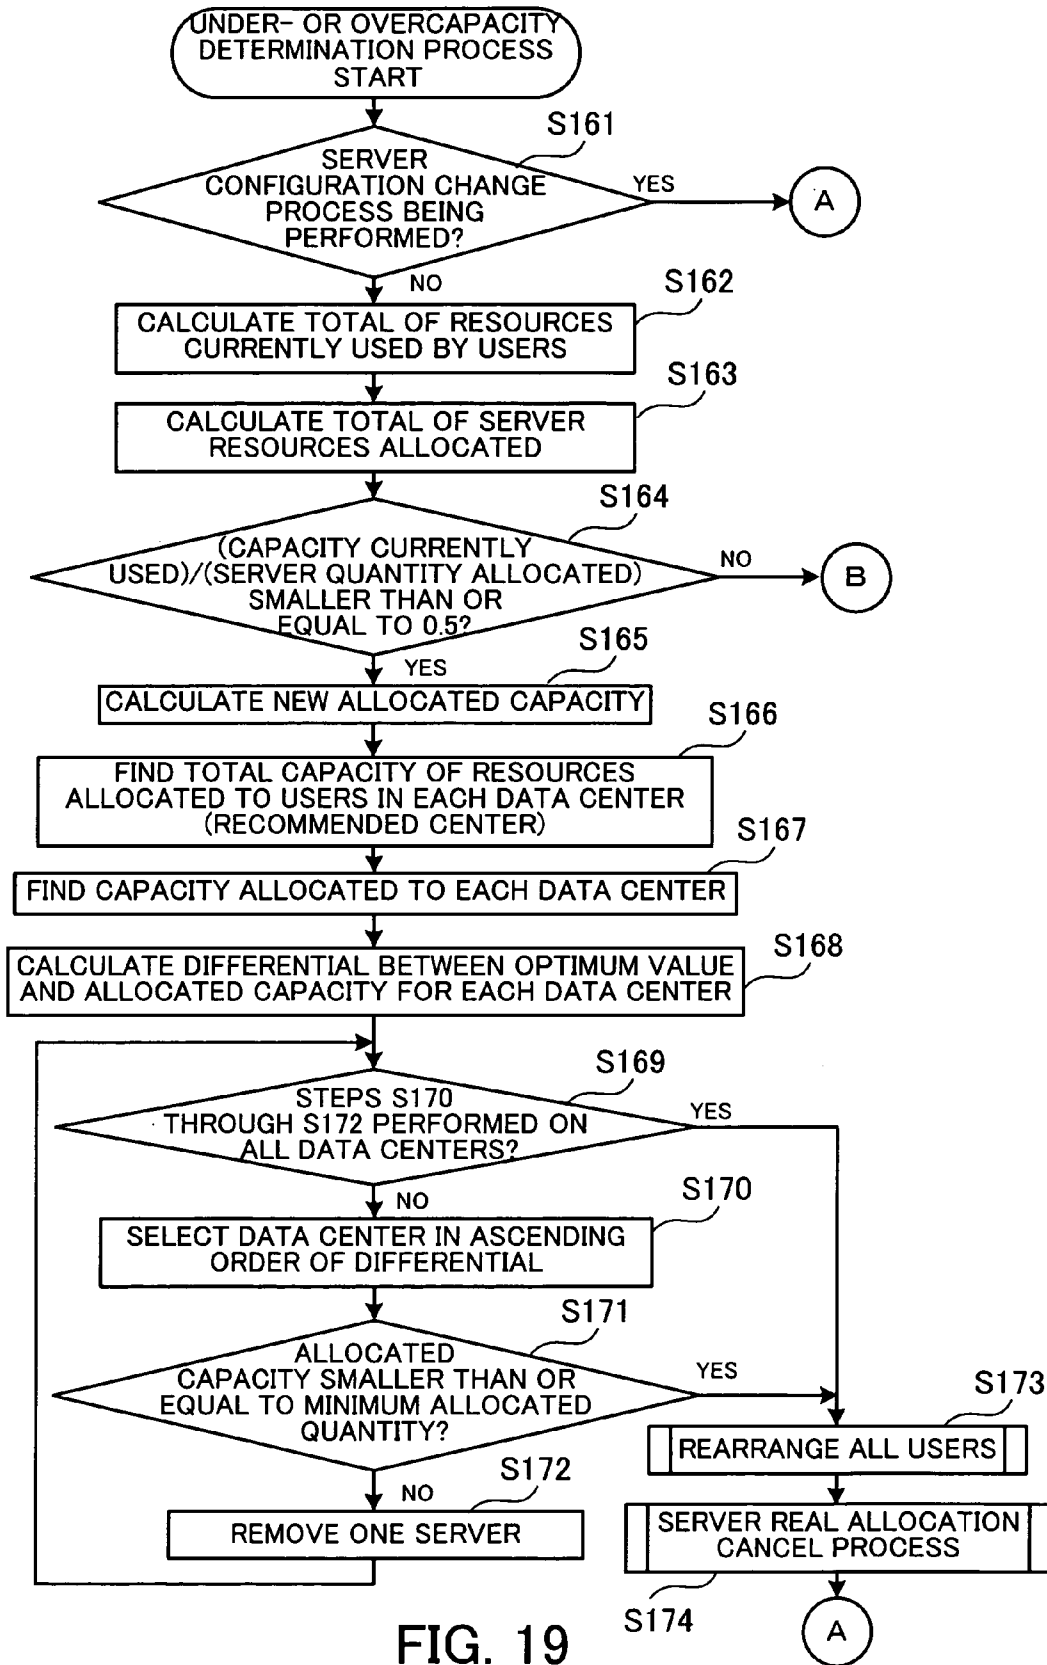 UNDER- OR OVERCAPACITY
DETERMINATION PROCESS
START
S161
SERVER
CONFIGURATION CHANGE
PROCESS BEING
PERFORMED?
YES
A
NO
S162
CALCULATE TOTAL OF RESOURCES
CURRENTLY USED BY USERS
S163
CALCULATE TOTAL OF SERVER
RESOURCES ALLOCATED
S164
(CAPACITY CURRENTLY
USED)/(SERVER QUANTITY ALLOCATED)
SMALLER THAN OR
EQUAL TO 0.5?
NO
B
YES
S165
CALCULATE NEW ALLOCATED CAPACITY
S166
FIND TOTAL CAPACITY OF RESOURCES
ALLOCATED TO USERS IN EACH DATA CENTER
(RECOMMENDED CENTER)
S167
FIND CAPACITY ALLOCATED TO EACH DATA CENTER
S168
CALCULATE DIFFERENTIAL BETWEEN OPTIMUM VALUE
AND ALLOCATED CAPACITY FOR EACH DATA CENTER
S169
STEPS S170
THROUGH S172 PERFORMED ON
ALL DATA CENTERS?
YES
NO
S170
SELECT DATA CENTER IN ASCENDING
ORDER OF DIFFERENTIAL
S171
ALLOCATED
CAPACITY SMALLER THAN OR
EQUAL TO MINIMUM ALLOCATED
QUANTITY?
YES
NO
S172
REMOVE ONE SERVER
S173
REARRANGE ALL USERS
SERVER REAL ALLOCATION
CANCEL PROCESS
S174
A
FIG. 19